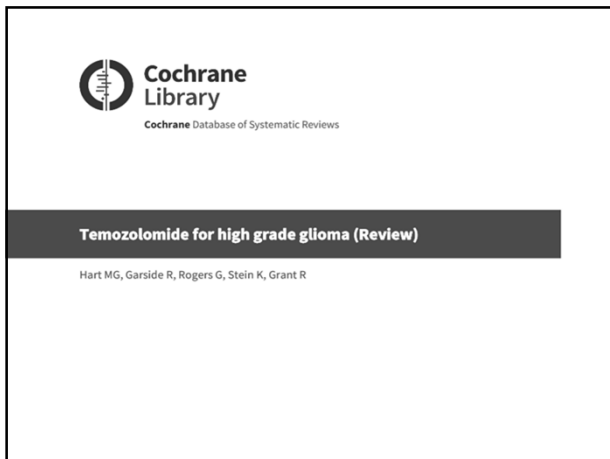 Cochrane
Library
Cochrane Database of Systematic Reviews
Temozolomide for high grade glioma (Review)
Hart MG, Garside R, Rogers G, Stein K, Grant R